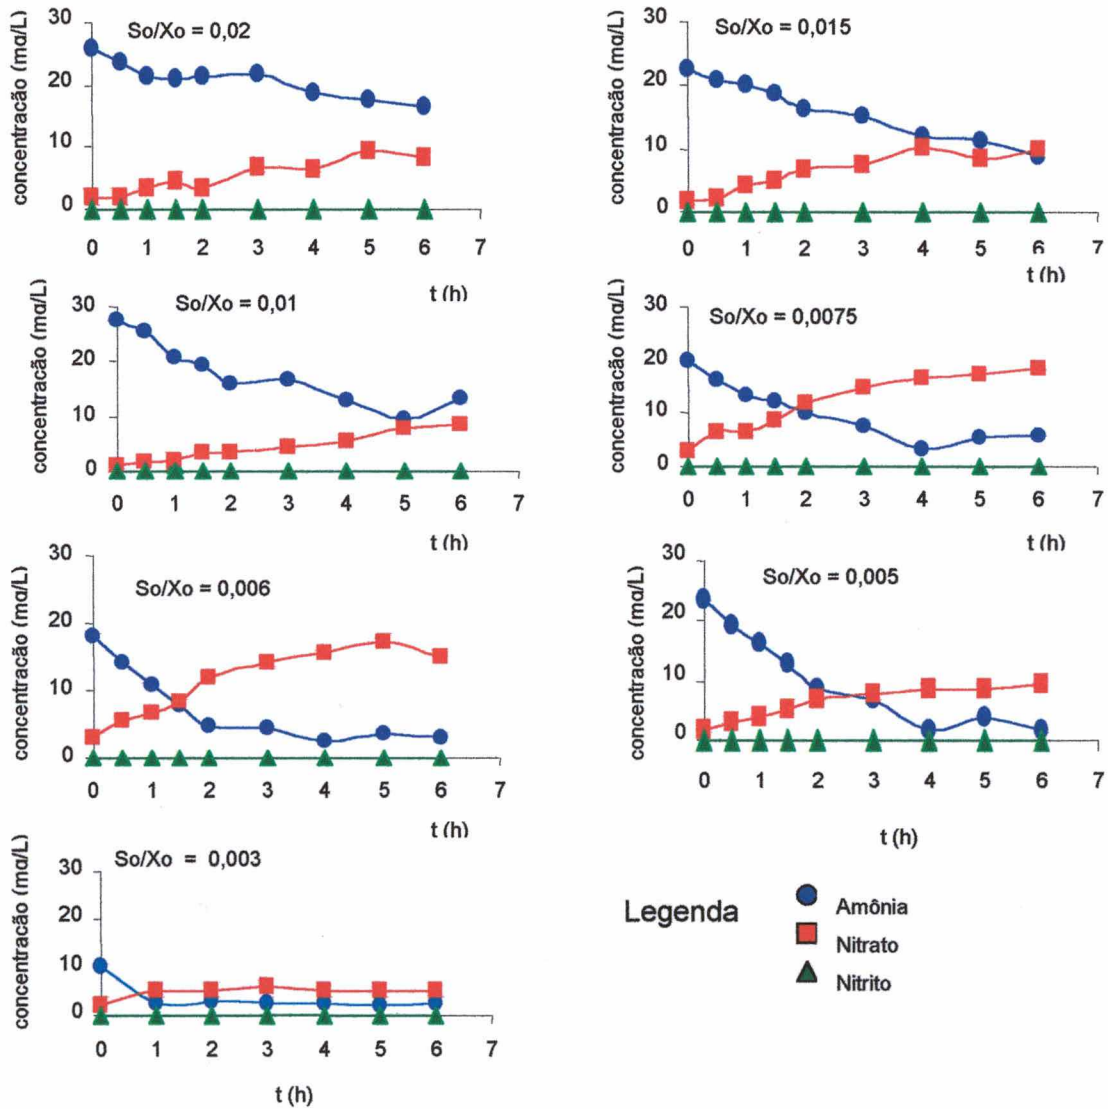 So/Xo = 0,02
concentração (mg/L)
30
20
10
0
0 1 2 3 4 5 6 7
t (h)
So/Xo = 0,015
concentração (mg/L)
30
20
10
0
0 1 2 3 4 5 6 7
t (h)
So/Xo = 0,01
concentração (mg/L)
30
20
10
0
0 1 2 3 4 5 6 7
t (h)
So/Xo = 0,0075
concentração (mg/L)
30
20
10
0
0 1 2 3 4 5 6 7
t (h)
So/Xo = 0,006
concentração (mg/L)
30
20
10
0
0 1 2 3 4 5 6 7
t (h)
So/Xo = 0,005
concentração (mg/L)
30
20
10
0
0 1 2 3 4 5 6 7
t (h)
So/Xo = 0,003
concentração (mg/L)
30
20
10
0
0 1 2 3 4 5 6 7
t (h)
Legenda
Amônia
Nitrato
Nitrito